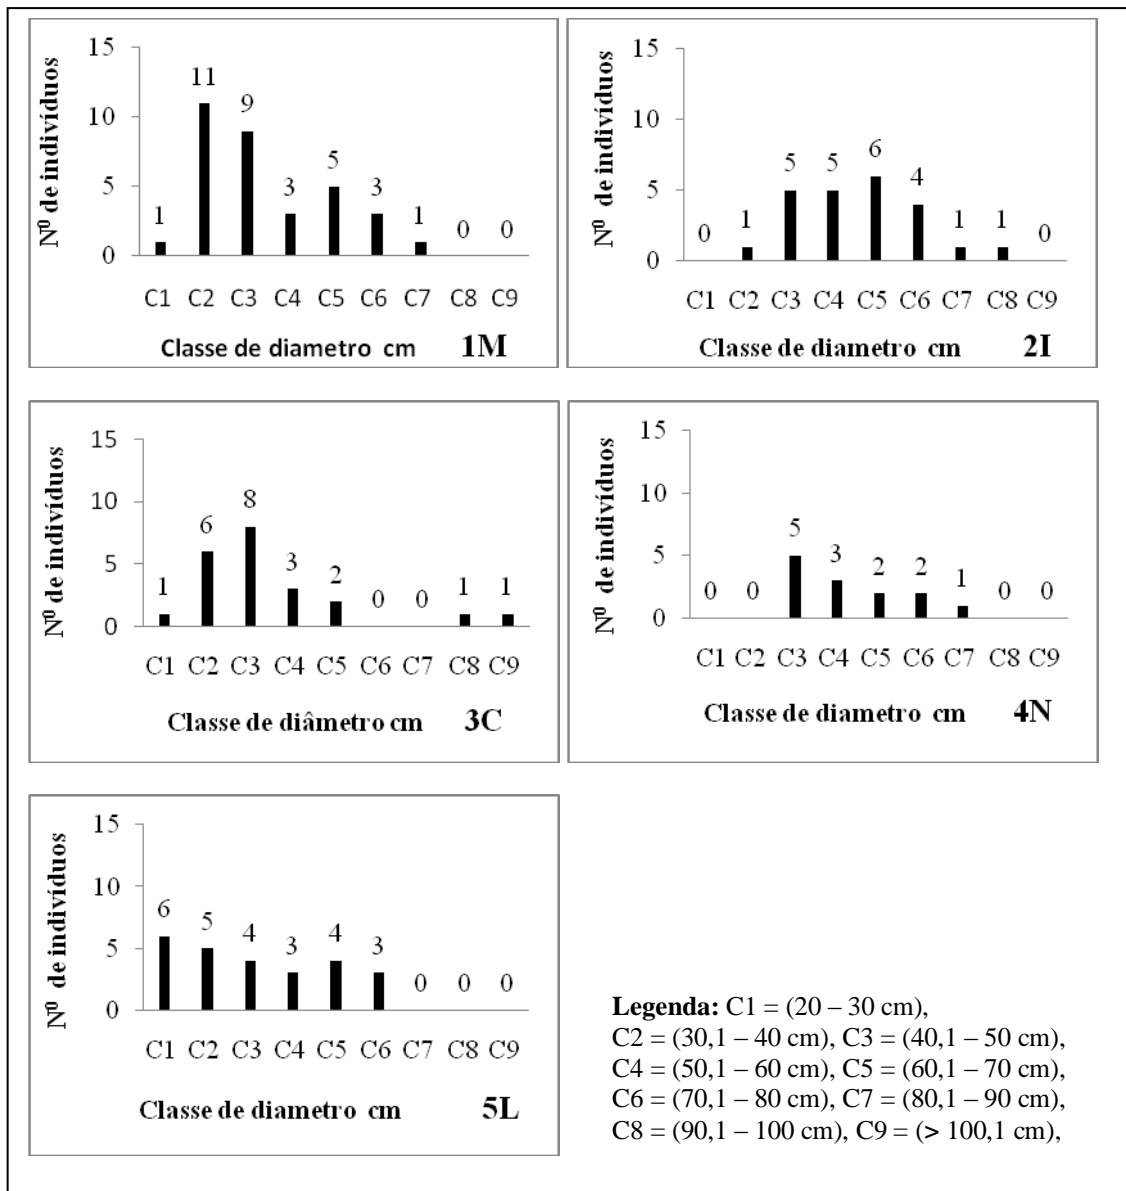 15
10
5
0
Nº de indivíduos
1 11 9 3 5 3 1 0 0
C1 C2 C3 C4 C5 C6 C7 C8 C9
Classe de diametro cm 1M
15
10
5
0
Nº de indivíduos
0 1 5 5 6 4 1 1 0
C1 C2 C3 C4 C5 C6 C7 C8 C9
Classe de diametro cm 2I
15
10
5
0
Nº de indivíduos
1 6 8 3 2 0 0 1 1
C1 C2 C3 C4 C5 C6 C7 C8 C9
Classe de diâmetro cm 3C
15
10
5
0
Nº de indivíduos
0 0 5 3 2 2 1 0 0
C1 C2 C3 C4 C5 C6 C7 C8 C9
Classe de diametro cm 4N
15
10
5
0
Nº de indivíduos
6 5 4 3 4 3 0 0 0
C1 C2 C3 C4 C5 C6 C7 C8 C9
Classe de diametro cm 5L
Legenda: C1 = (20 – 30 cm),
C2 = (30,1 – 40 cm), C3 = (40,1 – 50 cm),
C4 = (50,1 – 60 cm), C5 = (60,1 – 70 cm),
C6 = (70,1 – 80 cm), C7 = (80,1 – 90 cm),
C8 = (90,1 – 100 cm), C9 = (> 100,1 cm),